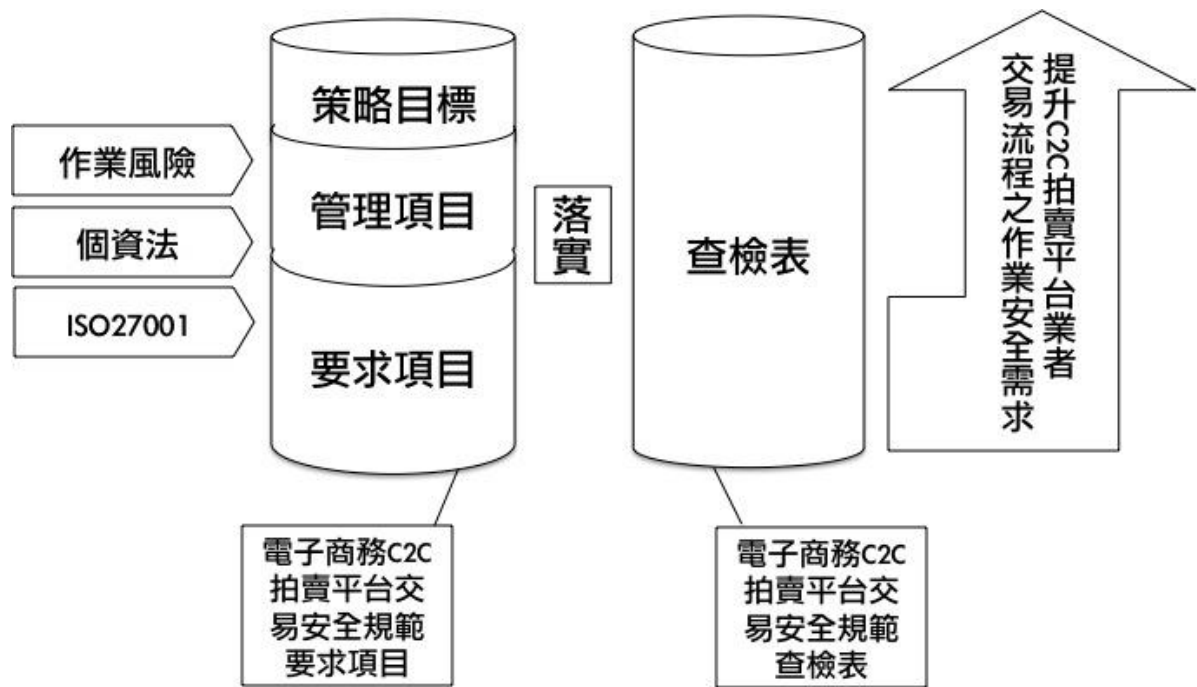 作業風險
個資法
ISO27001
策略目標
管理項目
要求項目
落
實
查檢表
提升C2C拍賣平台業者
交易流程之作業安全需求
電子商務C2C
拍賣平台交
易安全規範
要求項目
電子商務C2C
拍賣平台交
易安全規範
查檢表